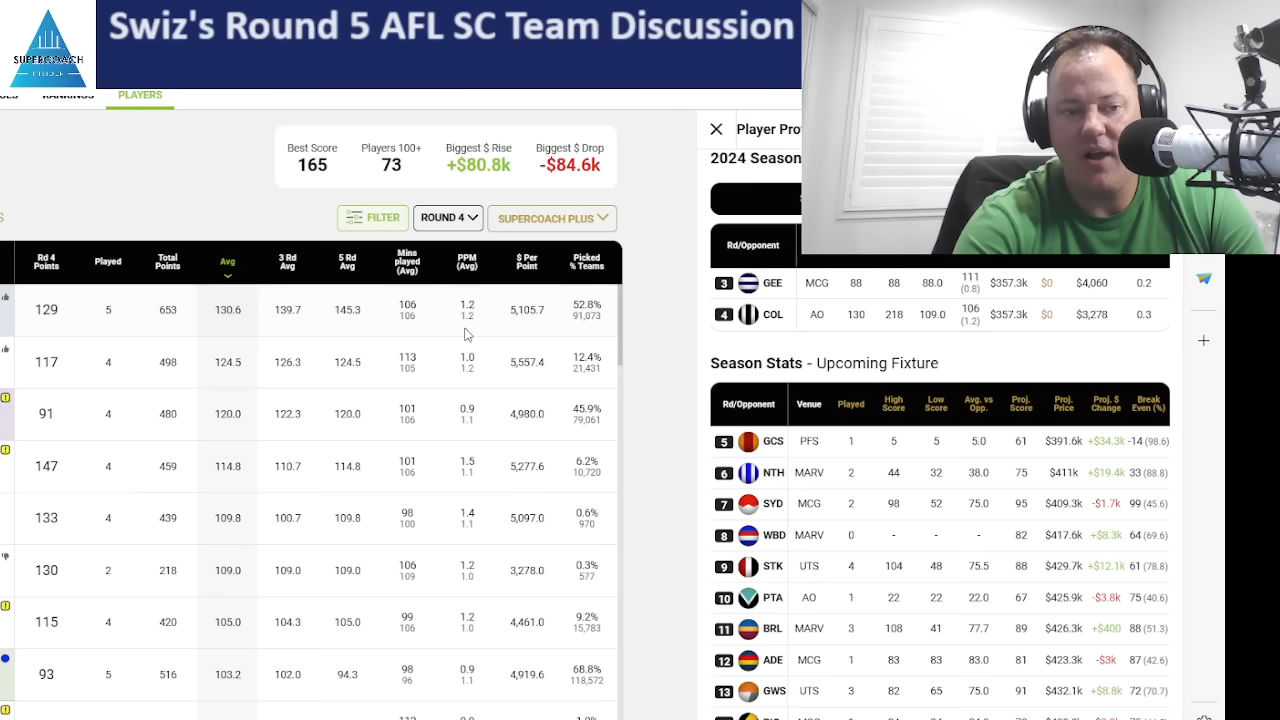 Swiz's Round 5 AFL SC Team Discussion
SUPERCOACH
INSIDER
RANKINGS PLAYERS
Best Score Players 100+ Biggest $ Rise Biggest $ Drop
165 73 +$80.8k -$84.6k
FILTER ROUND 4 SUPERCOACH PLUS
Rd 4 Points Played Total Points Avg 3 Rd Avg 5 Rd Avg Mins played (Avg) PPM (Avg) $ Per Point Picked % Teams
129 5 653 130.6 139.7 145.3 106 106 1.2 1.2 5,105.7 52.8% 91,073
117 4 498 124.5 126.3 124.5 113 105 1.0 1.2 5,557.4 12.4% 21,431
91 4 480 120.0 122.3 120.0 101 106 0.9 1.1 4,980.0 45.9% 79,061
147 4 459 114.8 110.7 114.8 101 106 1.5 1.1 5,277.6 6.2% 10,720
133 4 439 109.8 100.7 109.8 98 100 1.4 1.1 5,097.0 0.6% 970
130 2 218 109.0 109.0 109.0 106 109 1.2 1.0 3,278.0 0.3% 577
115 4 420 105.0 104.3 105.0 99 106 1.2 1.0 4,461.0 9.2% 15,783
93 5 516 103.2 102.0 94.3 98 96 0.9 1.1 4,919.6 68.8% 118,572
Player Pro
2024 Season
Rd/Opponent
3 GEE MCG 88 88 88.0 111 (0.8) $357.3k $0 $4,060 0.2
4 COL AO 130 218 109.0 106 (1.2) $357.3k $0 $3,278 0.3
Season Stats - Upcoming Fixture
Rd/Opponent Venue Played High Score Low Score Avg. vs Opp. Proj. Score Proj. Price Proj. $ Change Break Even (%)
5 GCS PFS 1 5 5 5.0 61 $391.6k +$34.3k -14 (98.6)
6 NTH MARV 2 44 32 38.0 75 $411k +$19.4k 33 (88.8)
7 SYD MCG 2 98 52 75.0 95 $409.3k -$1.7k 99 (45.6)
8 WBD MARV 0 - - - 82 $417.6k +$8.3k 64 (69.6)
9 STK UTS 4 104 48 75.5 88 $429.7k +$12.1k 61 (78.8)
10 PTA AO 1 22 22 22.0 67 $425.9k -$3.8k 75 (40.6)
11 BRL MARV 3 108 41 77.7 89 $426.3k +$400 88 (51.3)
12 ADE MCG 1 83 83 83.0 81 $423.3k -$3k 87 (42.6)
13 GWS UTS 3 82 65 75.0 91 $432.1k +$8.8k 72 (70.7)